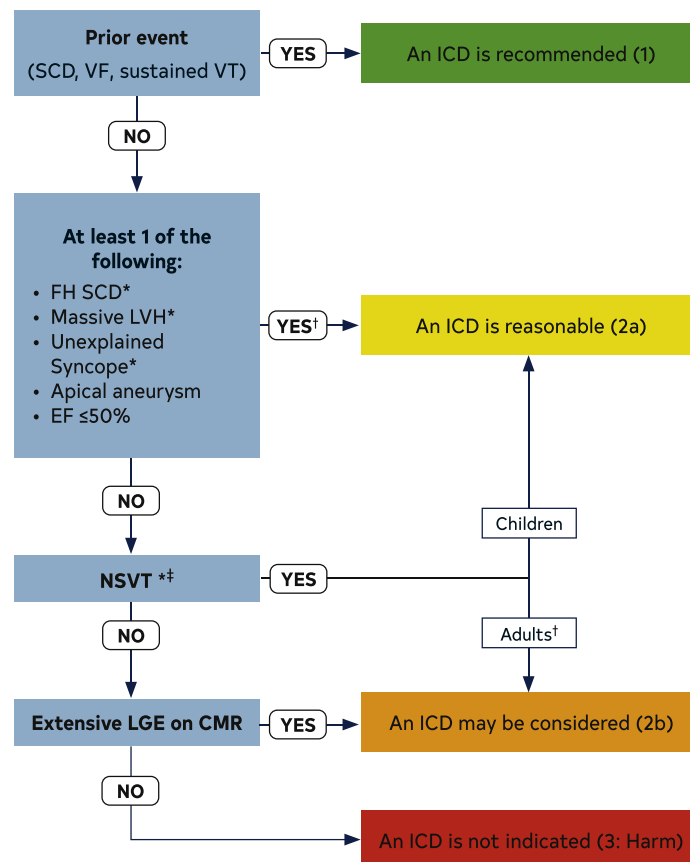 Prior event
(SCD, VF, sustained VT)
YES
An ICD is recommended (1)
NO
At least 1 of the
following:
• FH SCD*
• Massive LVH*
• Unexplained
Syncope*
• Apical aneurysm
• EF ≤50%
YES†
An ICD is reasonable (2a)
NO
Children
NSVT *‡
YES
NO
Adults†
Extensive LGE on CMR
YES
An ICD may be considered (2b)
NO
An ICD is not indicated (3: Harm)